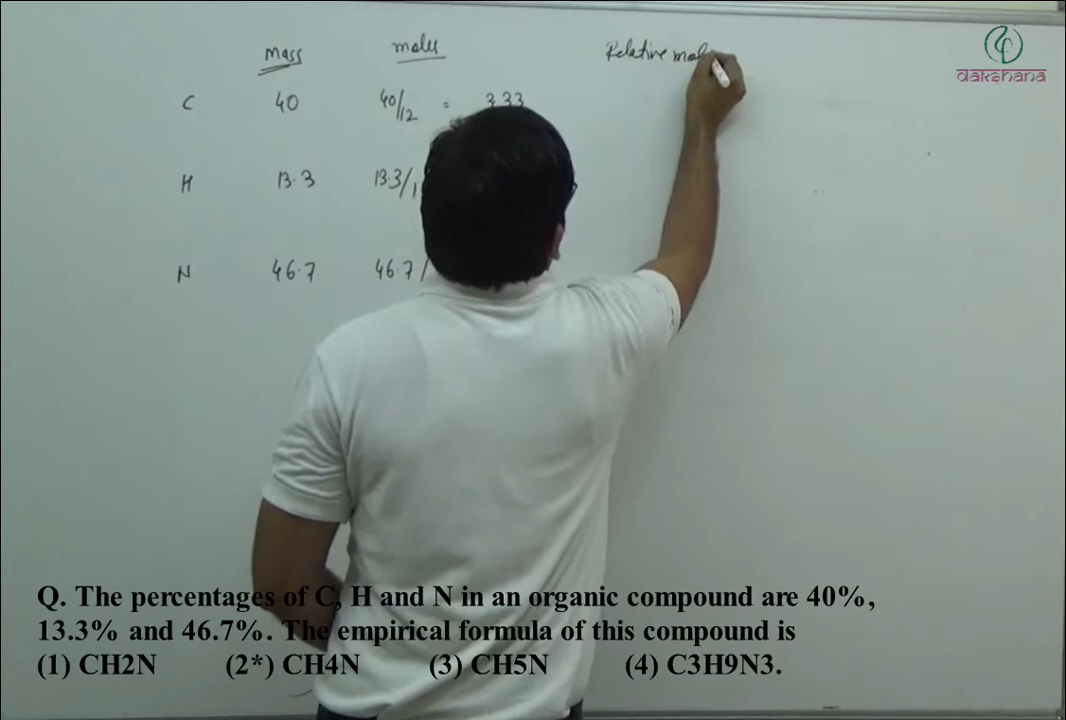 mass moles Relative mol
dakshana
C 40 40/12 = 3.33
H 13.3 13.3/1
N 46.7 46.7/
Q. The percentages of C, H and N in an organic compound are 40%,
13.3% and 46.7%. The empirical formula of this compound is
(1) CH2N (2*) CH4N (3) CH5N (4) C3H9N3.